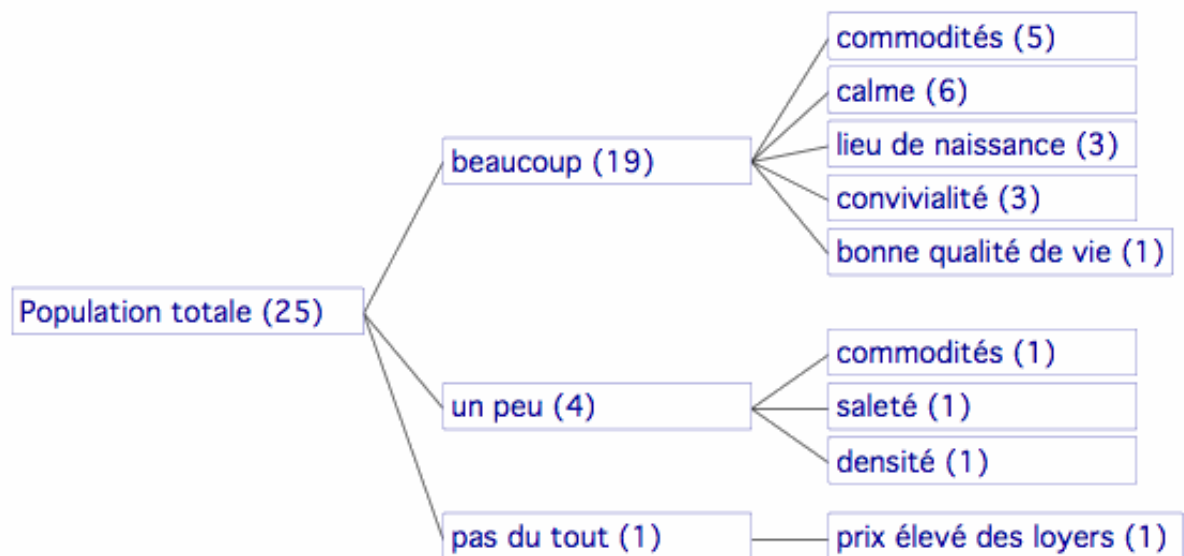 Population totale (25)
beaucoup (19)
commodités (5)
calme (6)
lieu de naissance (3)
convivialité (3)
bonne qualité de vie (1)
un peu (4)
commodités (1)
saleté (1)
densité (1)
pas du tout (1)
prix élevé des loyers (1)